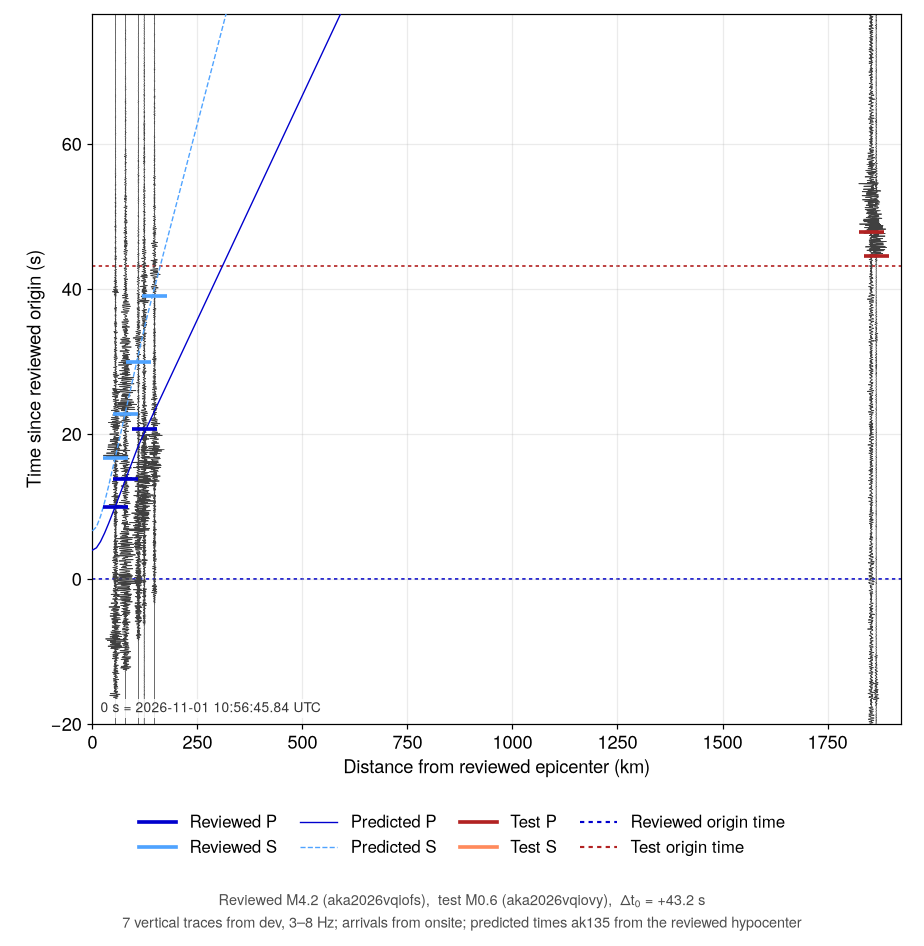 60
40
20
0
−20
Time since reviewed origin (s)
0 s = 2026-11-01 10:56:45.84 UTC
0 250 500 750 1000 1250 1500 1750
Distance from reviewed epicenter (km)
Reviewed P Predicted P Test P Reviewed origin time
Reviewed S Predicted S Test S Test origin time
Reviewed M4.2 (aka2026vqiofs), test M0.6 (aka2026vqiovy), Δt₀ = +43.2 s
7 vertical traces from dev, 3–8 Hz; arrivals from onsite; predicted times ak135 from the reviewed hypocenter